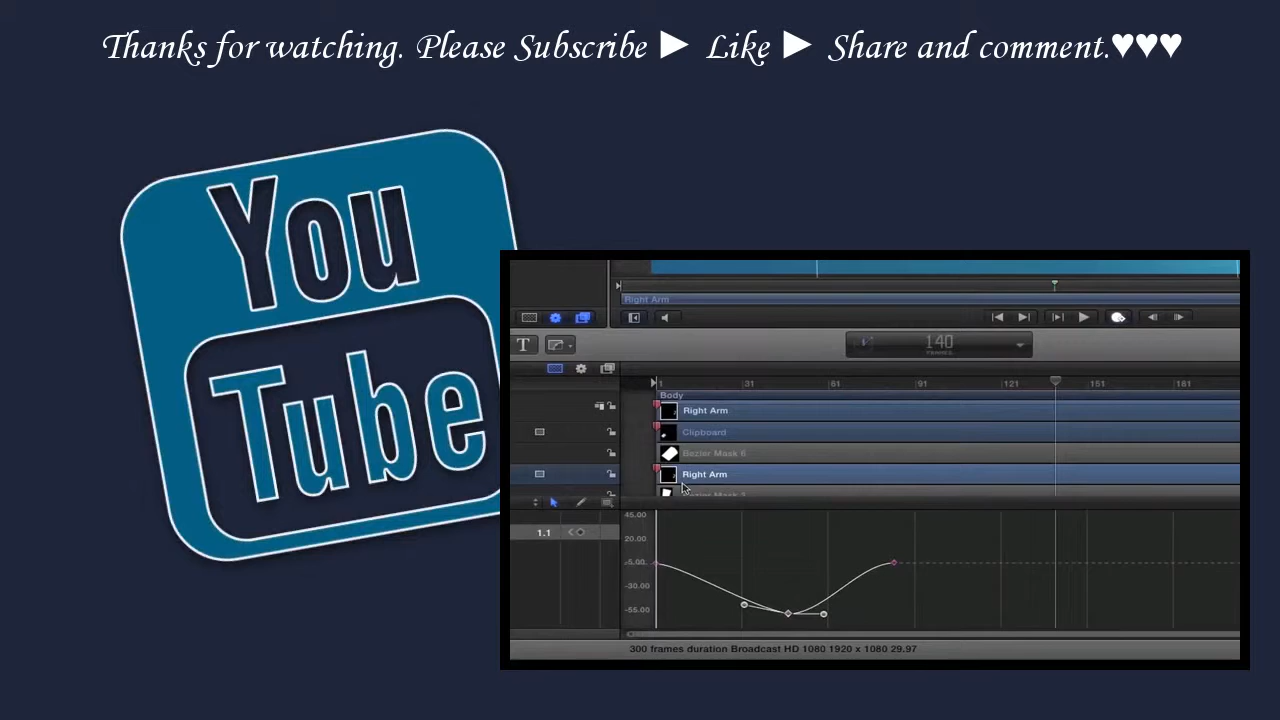 Thanks for watching. Please Subscribe ► Like ► Share and comment.♥♥♥
You
Tube
Right Arm
T
140
FRAMES
1 31 61 91 121 151 181
Body
Right Arm
Clipboard
Bezier Mask 6
Right Arm
45.00
1.1
20.00
-5.00
-30.00
-55.00
300 frames duration Broadcast HD 1080 1920 x 1080 29.97